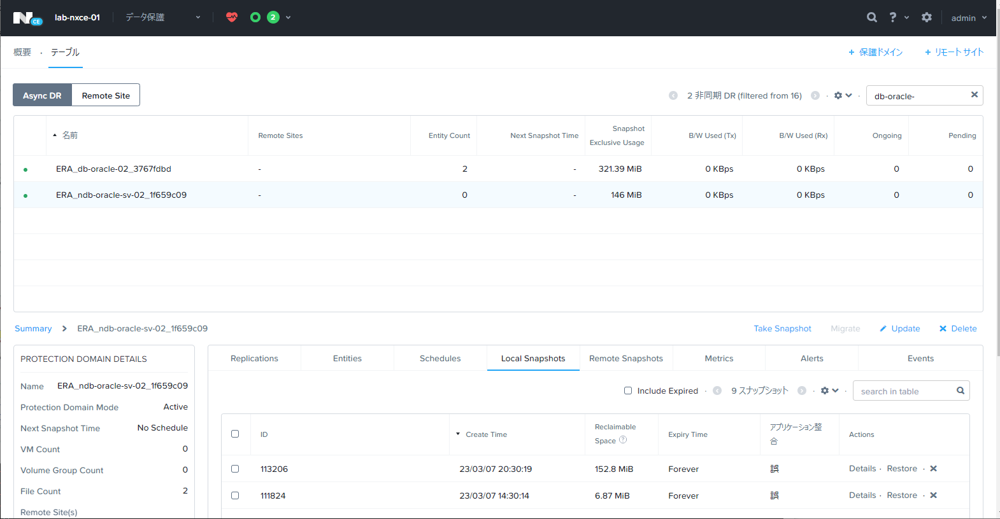 N CE lab-nxce-01 データ保護 2 ? admin
概要 · テーブル + 保護ドメイン + リモート サイト
Async DR Remote Site 2 非同期 DR (filtered from 16) · · db-oracle- ×
名前 Remote Sites Entity Count Next Snapshot Time Snapshot Exclusive Usage B/W Used (Tx) B/W Used (Rx) Ongoing Pending
ERA_db-oracle-02_3767fdbd - 2 - 321.39 MiB 0 KBps 0 KBps 0 0
ERA_ndb-oracle-sv-02_1f659c09 - 0 - 146 MiB 0 KBps 0 KBps 0 0
Summary > ERA_ndb-oracle-sv-02_1f659c09 Take Snapshot Migrate Update × Delete
PROTECTION DOMAIN DETAILS
Name ERA_ndb-oracle-sv-02_1f659c09
Protection Domain Mode Active
Next Snapshot Time No Schedule
VM Count 0
Volume Group Count 0
File Count 2
Remote Site(s)
Replications Entities Schedules Local Snapshots Remote Snapshots Metrics Alerts Events
Include Expired · 9 スナップショット · · search in table
ID Create Time Reclaimable Space ? Expiry Time アプリケーション整合 Actions
113206 23/03/07 20:30:19 152.8 MiB Forever 誤 Details · Restore · ×
111824 23/03/07 14:30:14 6.87 MiB Forever 誤 Details · Restore · ×